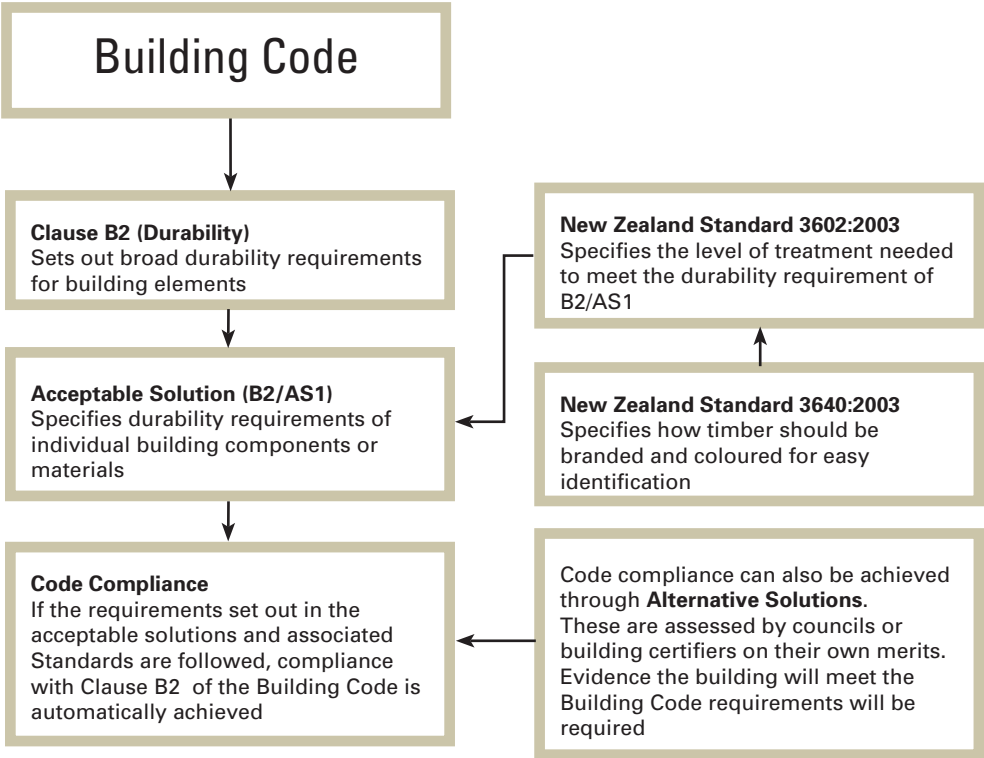 Building Code
Clause B2 (Durability)
Sets out broad durability requirements
for building elements
Acceptable Solution (B2/AS1)
Specifies durability requirements of
individual building components or
materials
Code Compliance
If the requirements set out in the
acceptable solutions and associated
Standards are followed, compliance
with Clause B2 of the Building Code is
automatically achieved
New Zealand Standard 3602:2003
Specifies the level of treatment needed
to meet the durability requirement of
B2/AS1
New Zealand Standard 3640:2003
Specifies how timber should be
branded and coloured for easy
identification
Code compliance can also be achieved
through Alternative Solutions.
These are assessed by councils or
building certifiers on their own merits.
Evidence the building will meet the
Building Code requirements will be
required